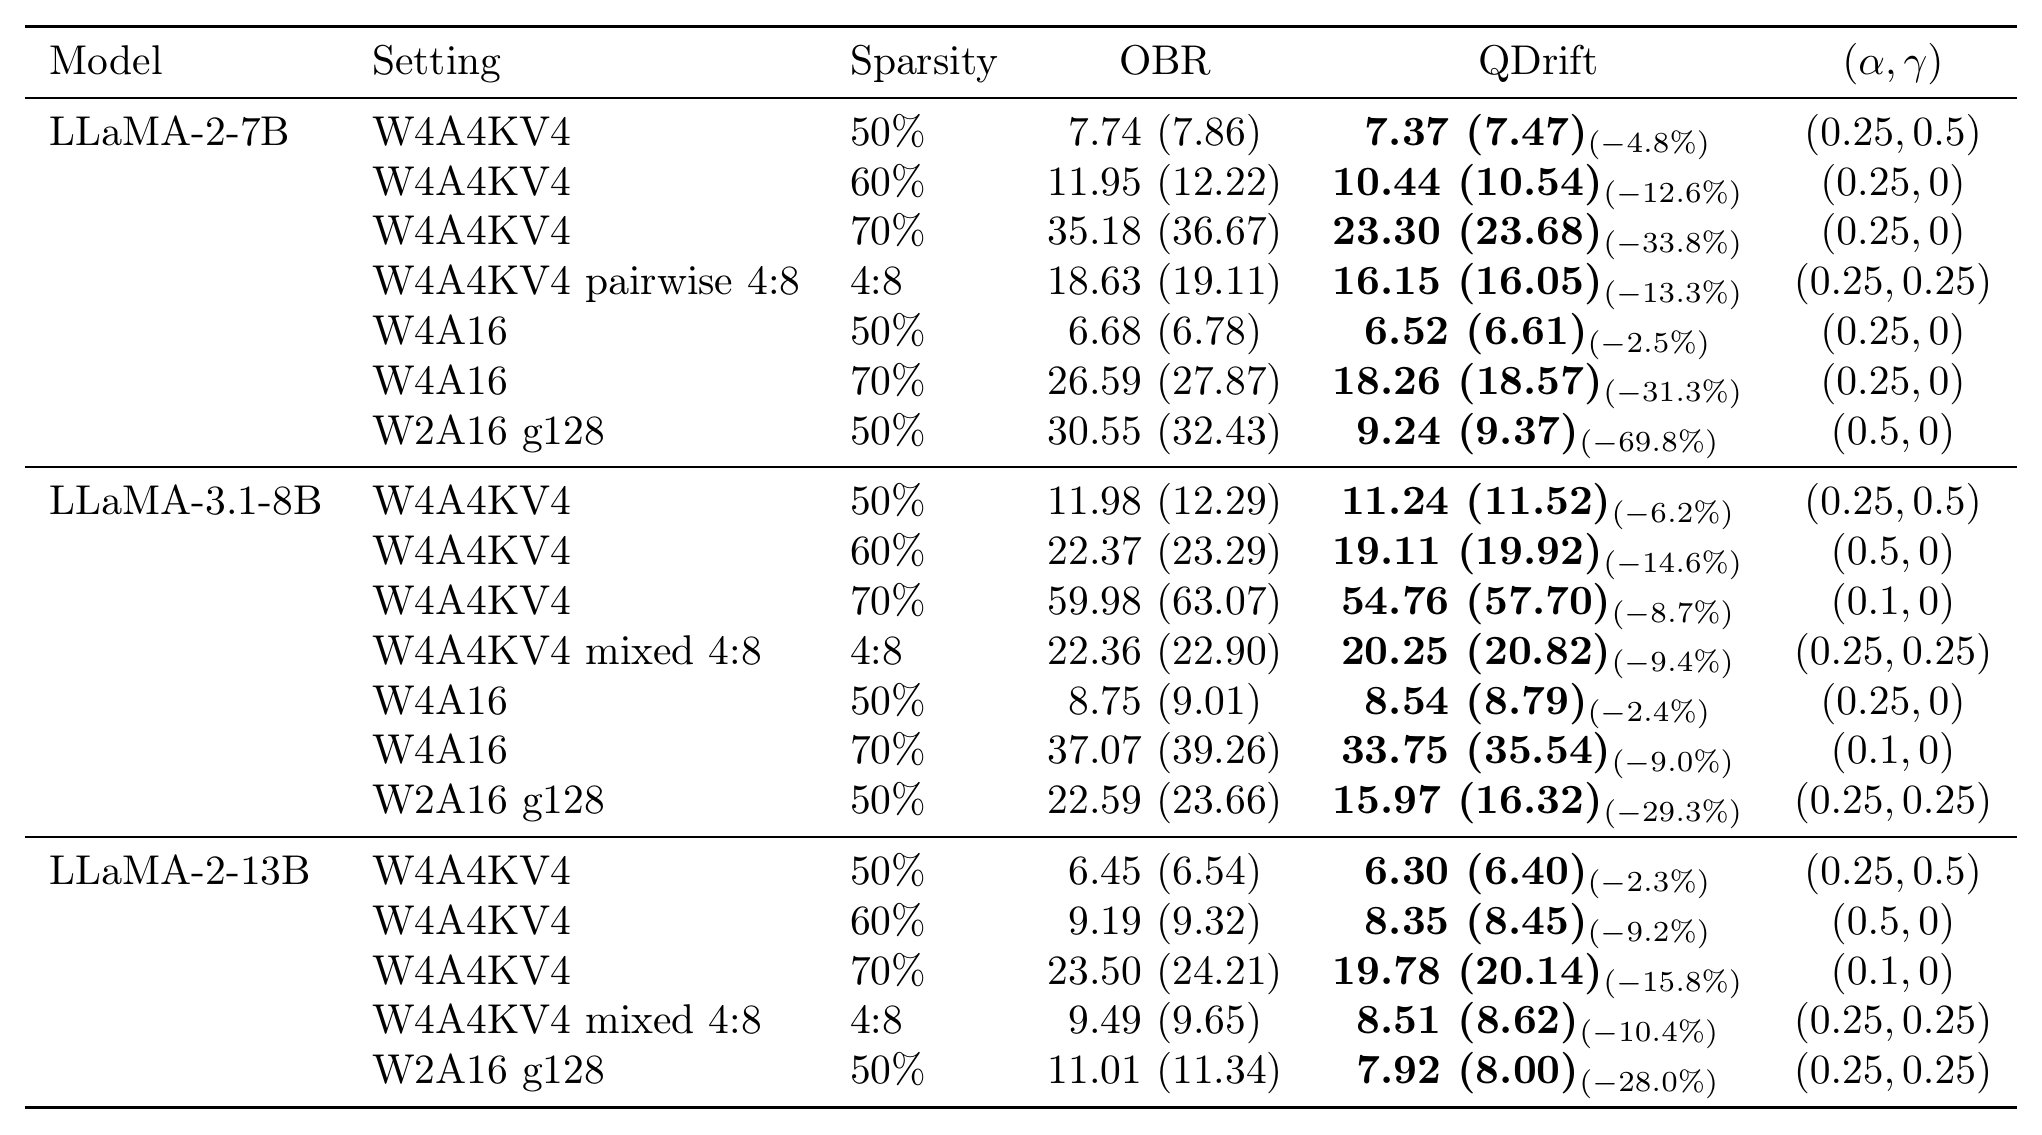 Model Setting Sparsity OBR QDrift (α, γ)
LLaMA-2-7B W4A4KV4 50% 7.74 (7.86) 7.37 (7.47)(−4.8%) (0.25, 0.5)
W4A4KV4 60% 11.95 (12.22) 10.44 (10.54)(−12.6%) (0.25, 0)
W4A4KV4 70% 35.18 (36.67) 23.30 (23.68)(−33.8%) (0.25, 0)
W4A4KV4 pairwise 4:8 4:8 18.63 (19.11) 16.15 (16.05)(−13.3%) (0.25, 0.25)
W4A16 50% 6.68 (6.78) 6.52 (6.61)(−2.5%) (0.25, 0)
W4A16 70% 26.59 (27.87) 18.26 (18.57)(−31.3%) (0.25, 0)
W2A16 g128 50% 30.55 (32.43) 9.24 (9.37)(−69.8%) (0.5, 0)
LLaMA-3.1-8B W4A4KV4 50% 11.98 (12.29) 11.24 (11.52)(−6.2%) (0.25, 0.5)
W4A4KV4 60% 22.37 (23.29) 19.11 (19.92)(−14.6%) (0.5, 0)
W4A4KV4 70% 59.98 (63.07) 54.76 (57.70)(−8.7%) (0.1, 0)
W4A4KV4 mixed 4:8 4:8 22.36 (22.90) 20.25 (20.82)(−9.4%) (0.25, 0.25)
W4A16 50% 8.75 (9.01) 8.54 (8.79)(−2.4%) (0.25, 0)
W4A16 70% 37.07 (39.26) 33.75 (35.54)(−9.0%) (0.1, 0)
W2A16 g128 50% 22.59 (23.66) 15.97 (16.32)(−29.3%) (0.25, 0.25)
LLaMA-2-13B W4A4KV4 50% 6.45 (6.54) 6.30 (6.40)(−2.3%) (0.25, 0.5)
W4A4KV4 60% 9.19 (9.32) 8.35 (8.45)(−9.2%) (0.5, 0)
W4A4KV4 70% 23.50 (24.21) 19.78 (20.14)(−15.8%) (0.1, 0)
W4A4KV4 mixed 4:8 4:8 9.49 (9.65) 8.51 (8.62)(−10.4%) (0.25, 0.25)
W2A16 g128 50% 11.01 (11.34) 7.92 (8.00)(−28.0%) (0.25, 0.25)